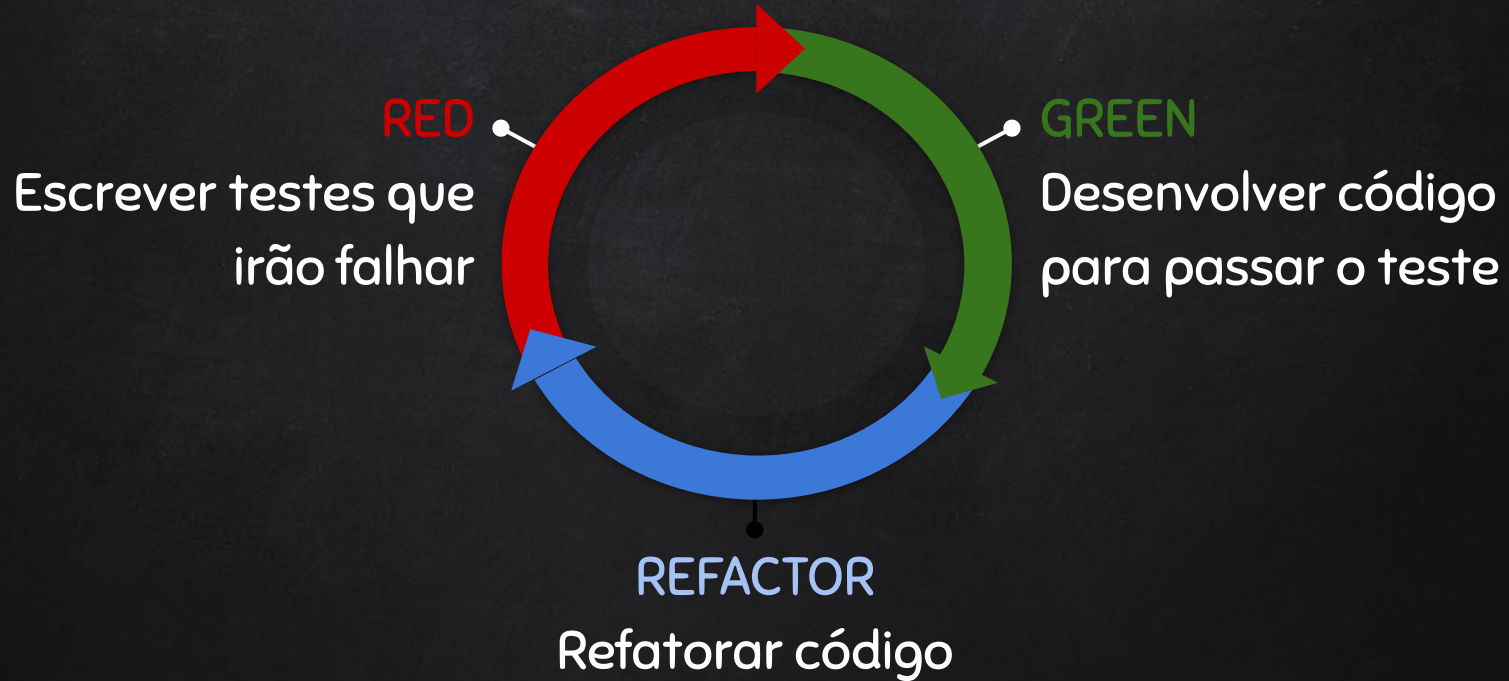 RED
Escrever testes que
irão falhar
GREEN
Desenvolver código
para passar o teste
REFACTOR
Refatorar código